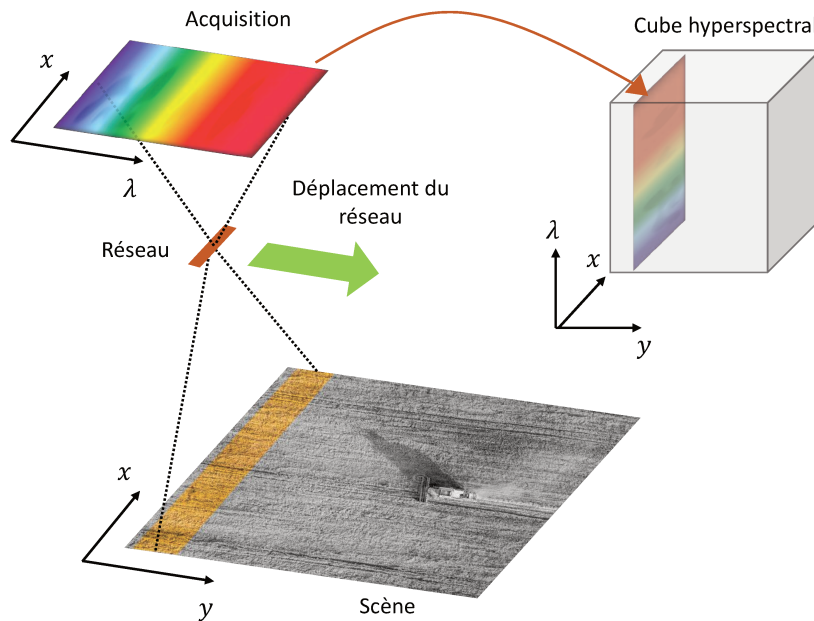 Acquisition
Cube hyperspectral
x
λ
Déplacement du
réseau
Réseau
λ
x
y
x
y
Scène